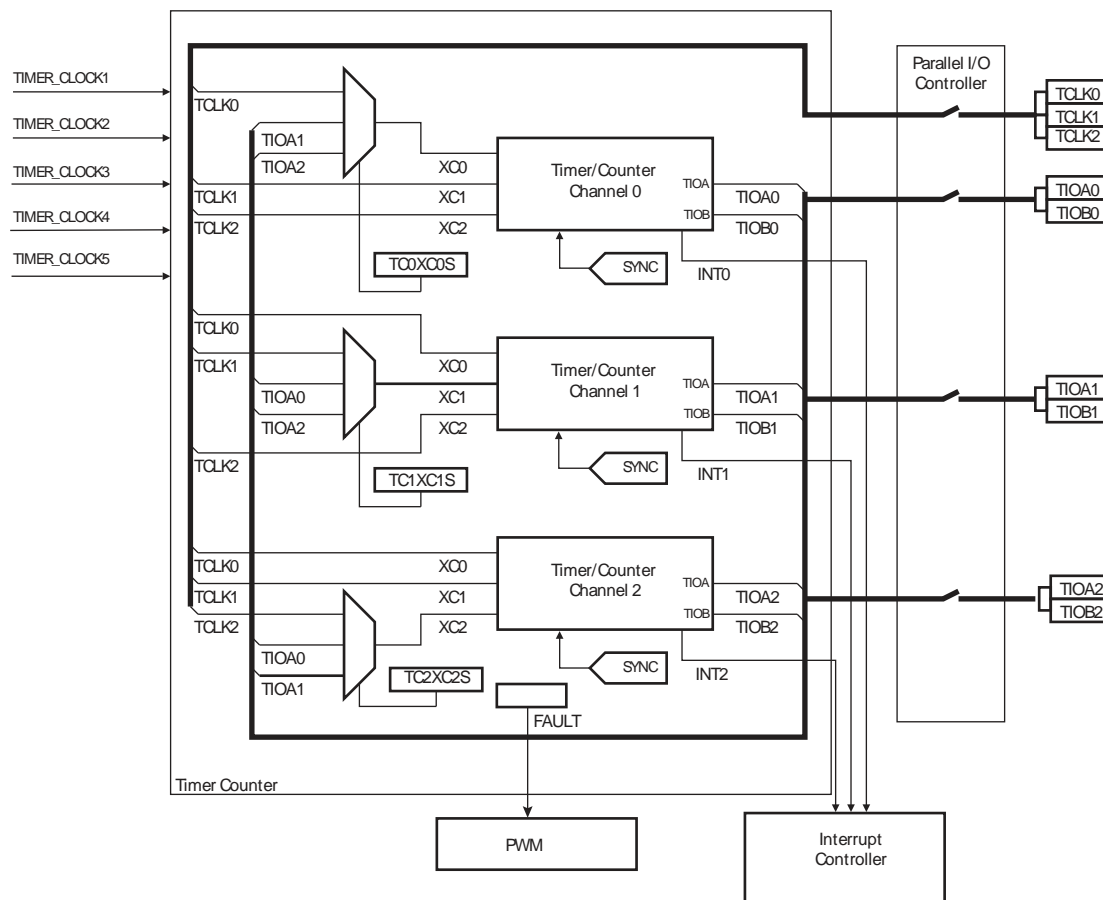 TIMER_CLOCK1
TIMER_CLOCK2
TIMER_CLOCK3
TIMER_CLOCK4
TIMER_CLOCK5
TCLK0
TIOA1
TIOA2
TCLK1
TCLK2
XC0
XC1
XC2
TC0XC0S
Timer/Counter
Channel 0
TIOA
TIOB
TIOA0
TIOB0
SYNC
INT0
TCLK0
TCLK1
TIOA0
TIOA2
TCLK2
XC0
XC1
XC2
TC1XC1S
Timer/Counter
Channel 1
TIOA
TIOB
TIOA1
TIOB1
SYNC
INT1
TCLK0
TCLK1
TCLK2
TIOA0
TIOA1
XC0
XC1
XC2
TC2XC2S
Timer/Counter
Channel 2
TIOA
TIOB
TIOA2
TIOB2
SYNC
INT2
FAULT
Timer Counter
PWM
Parallel I/O
Controller
TCLK0
TCLK1
TCLK2
TIOA0
TIOB0
TIOA1
TIOB1
TIOA2
TIOB2
Interrupt
Controller